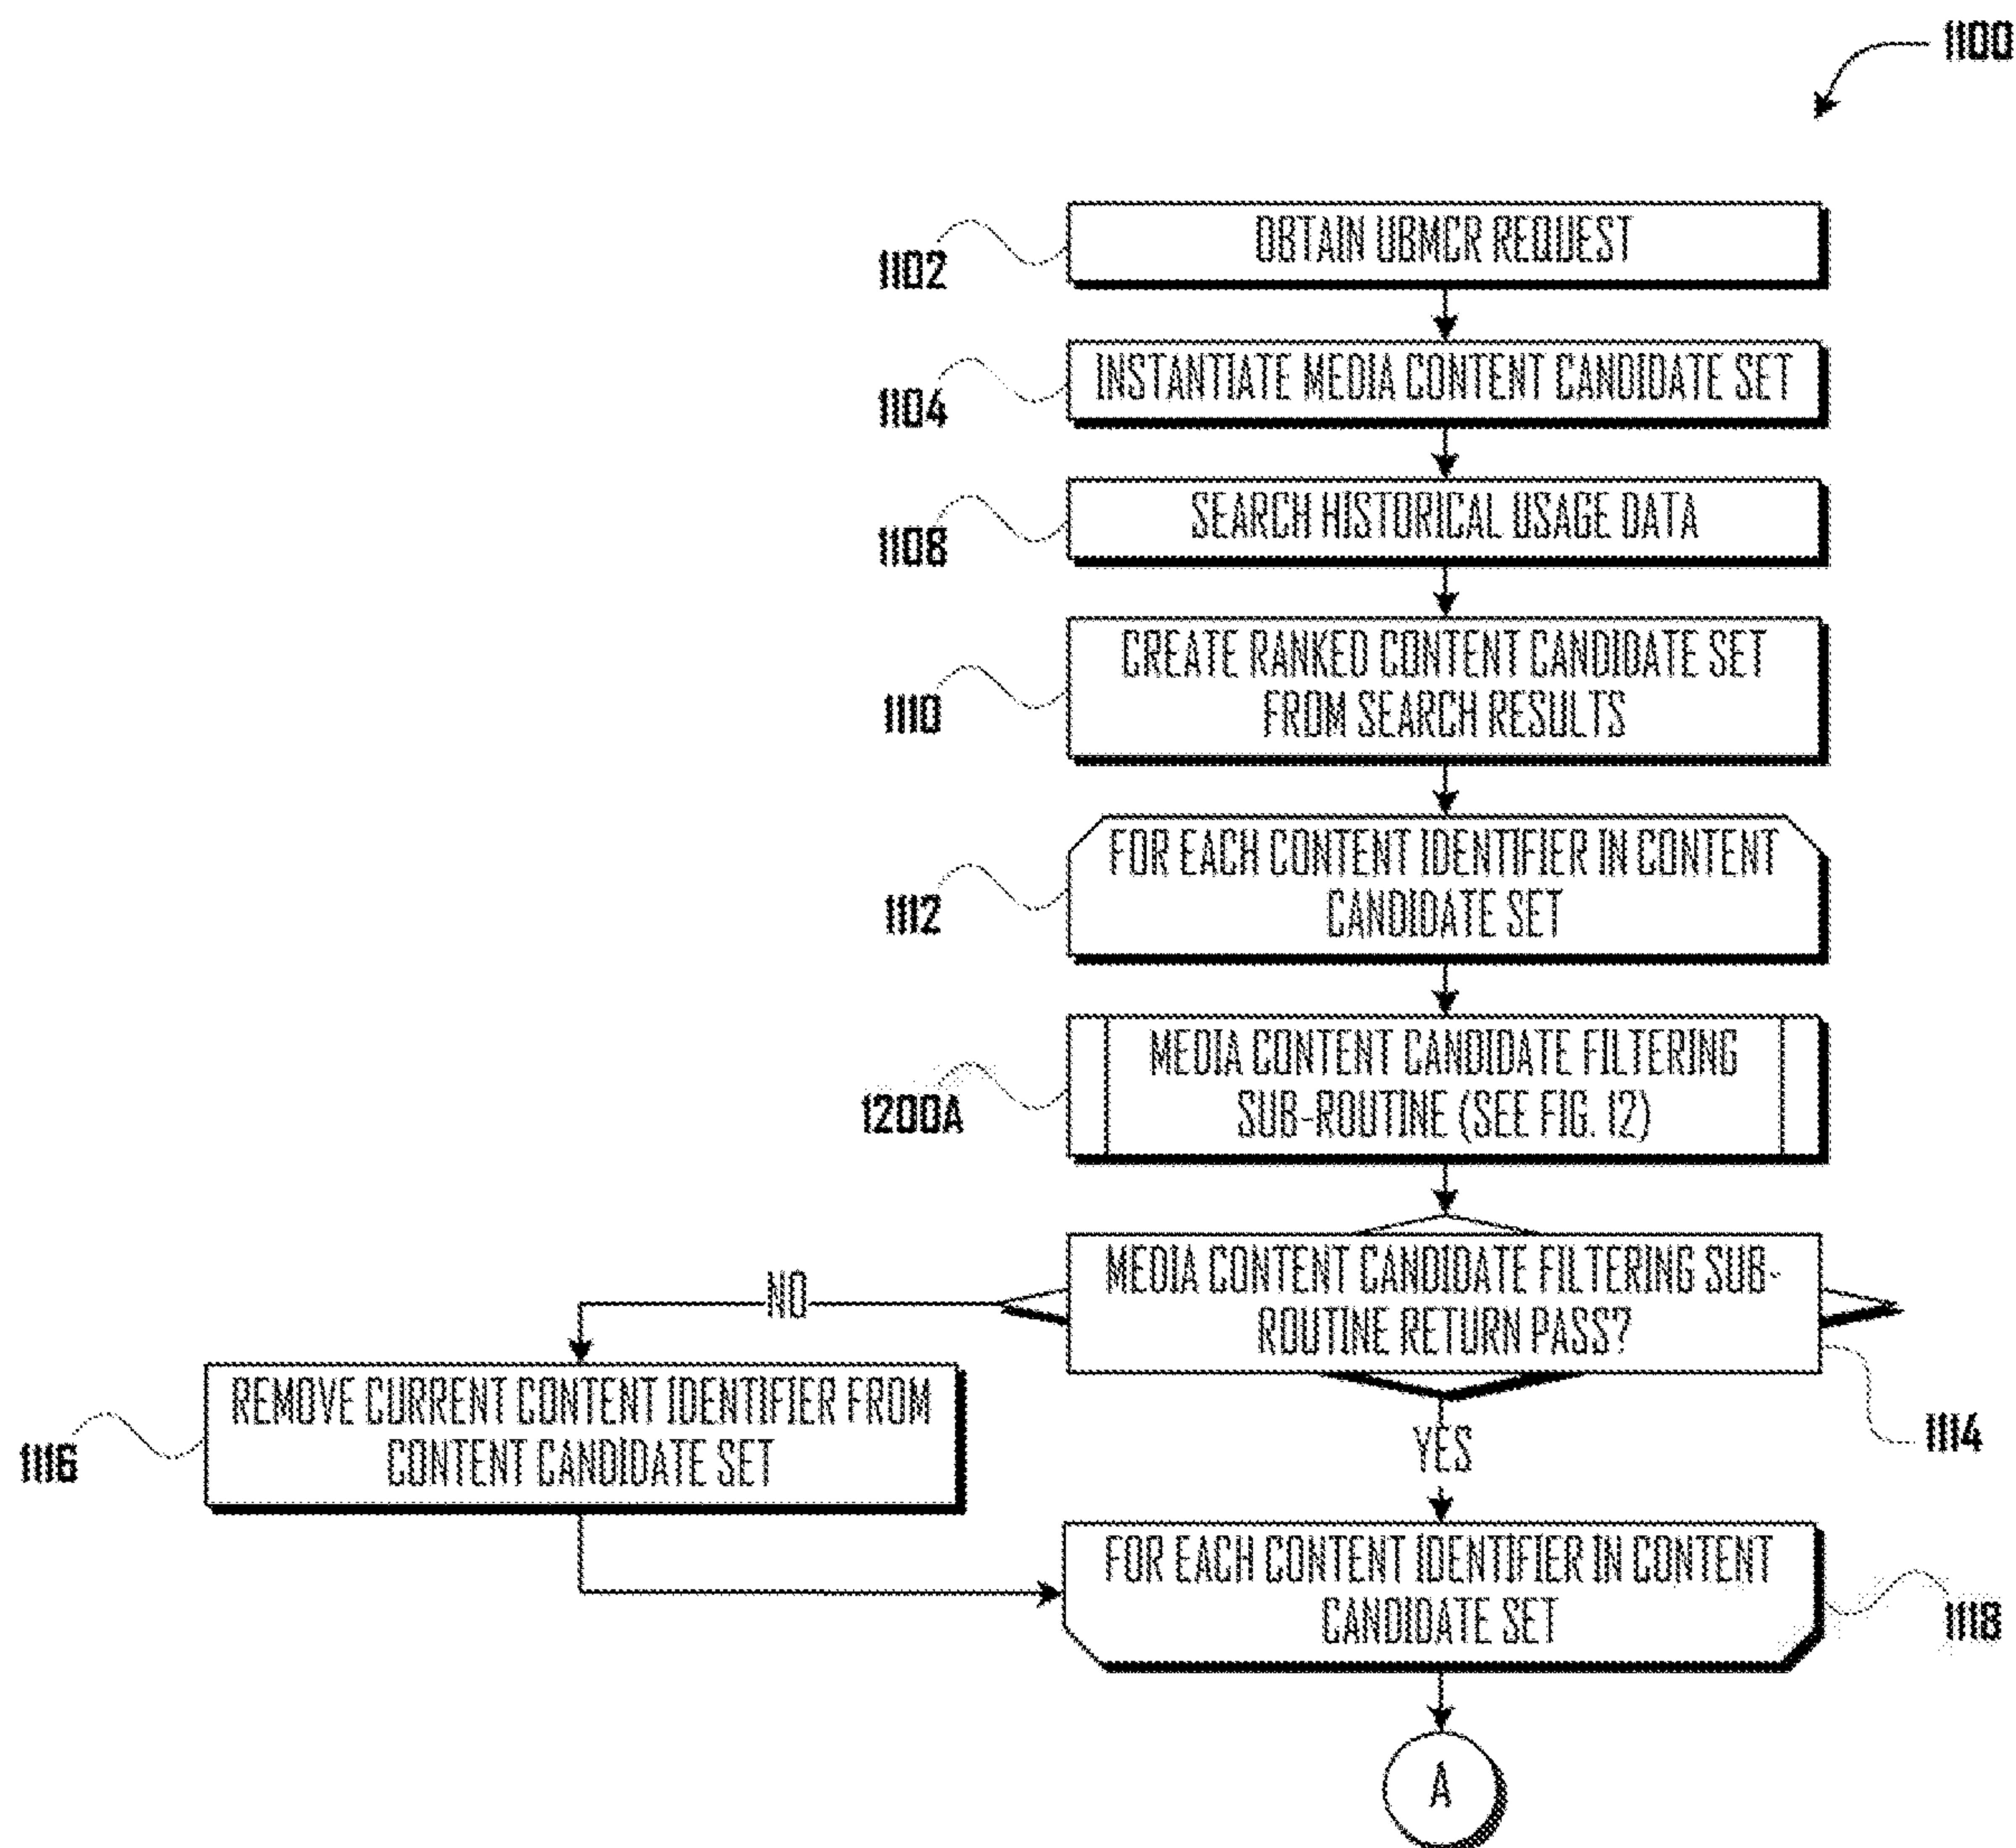 1100
OBTAIN UBMCR REQUEST
1102
INSTANTIATE MEDIA CONTENT CANDIDATE SET
1104
SEARCH HISTORICAL USAGE DATA
1108
CREATE RANKED CONTENT CANDIDATE SET
FROM SEARCH RESULTS
1110
FOR EACH CONTENT IDENTIFIER IN CONTENT
CANDIDATE SET
1112
MEDIA CONTENT CANDIDATE FILTERING
SUB-ROUTINE (SEE FIG. 12)
1200A
MEDIA CONTENT CANDIDATE FILTERING SUB-
ROUTINE RETURN PASS?
NO
1114
YES
REMOVE CURRENT CONTENT IDENTIFIER FROM
CONTENT CANDIDATE SET
1116
FOR EACH CONTENT IDENTIFIER IN CONTENT
CANDIDATE SET
1118
A